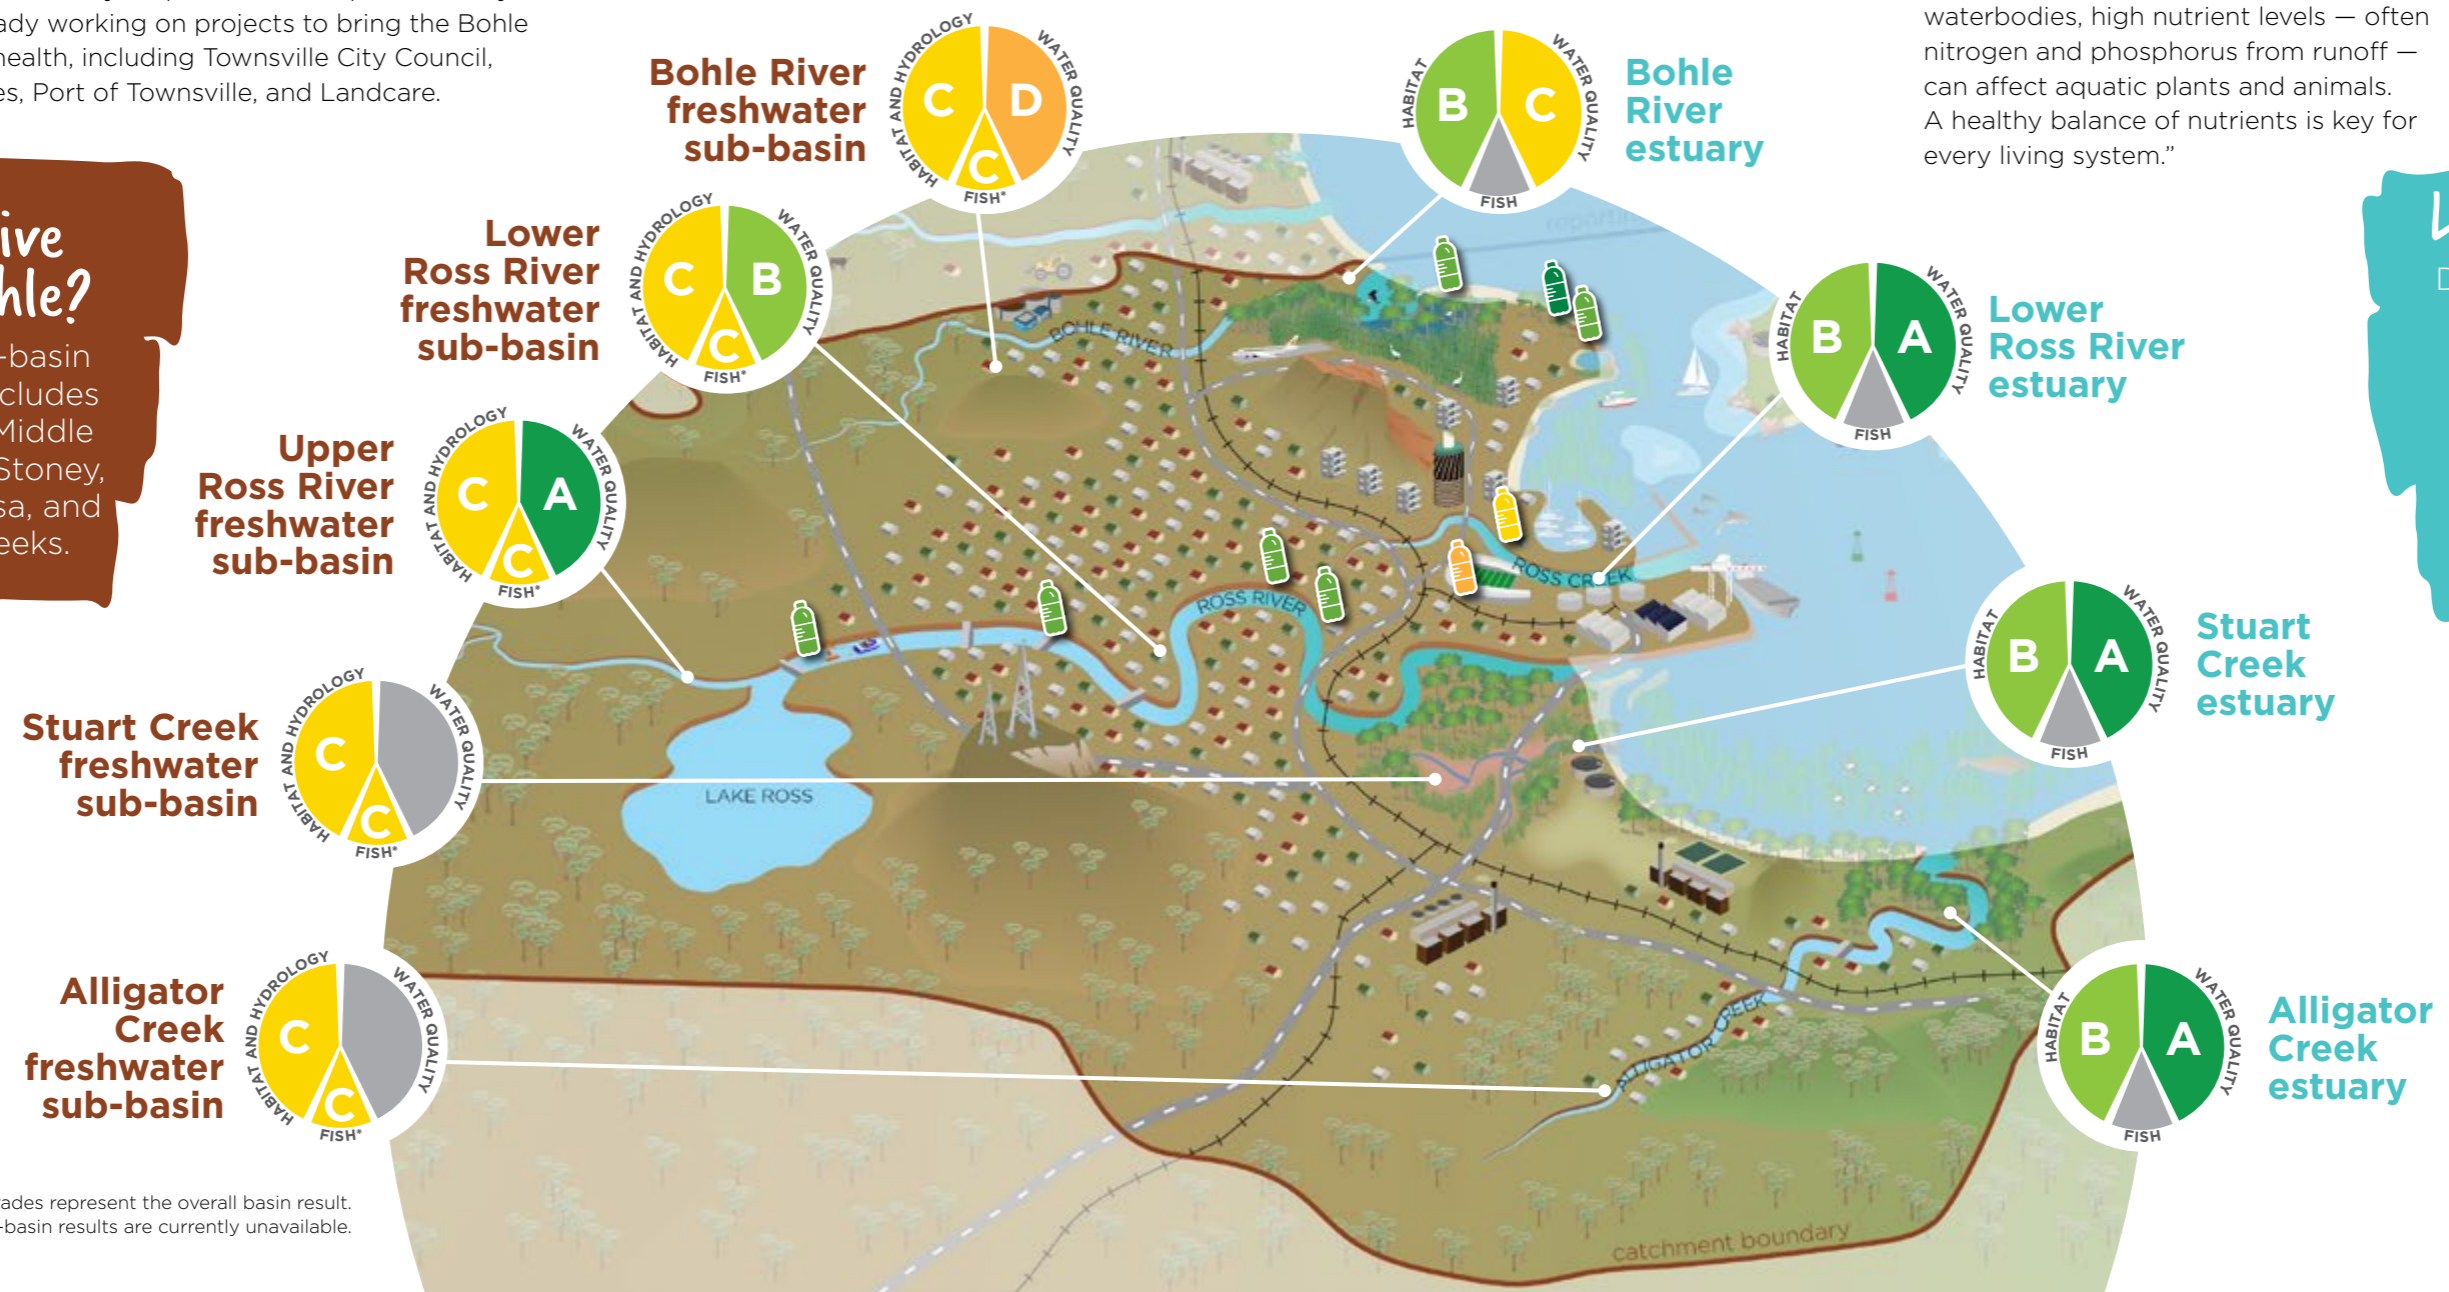 ady working on projects to bring the Bohle
health, including Townsville City Council,
es, Port of Townsville, and Landcare.
waterbodies, high nutrient levels — often
nitrogen and phosphorus from runoff —
can affect aquatic plants and animals.
A healthy balance of nutrients is key for
every living system.”
ive
hle?
-basin
cludes
Middle
Stoney,
sa, and
eeks.
Bohle River
freshwater
sub-basin
HABITAT AND HYDROLOGY
WATER QUALITY
FISH*
C
D
C
Bohle
River
estuary
HABITAT
WATER QUALITY
FISH
B
C
Lower
Ross River
freshwater
sub-basin
HABITAT AND HYDROLOGY
WATER QUALITY
FISH*
C
B
C
Lower
Ross River
estuary
HABITAT
WATER QUALITY
FISH
B
A
Upper
Ross River
freshwater
sub-basin
HABITAT AND HYDROLOGY
WATER QUALITY
FISH*
C
A
C
Stuart
Creek
estuary
HABITAT
WATER QUALITY
FISH
B
A
Stuart Creek
freshwater
sub-basin
HABITAT AND HYDROLOGY
WATER QUALITY
FISH*
C
C
Alligator
Creek
freshwater
sub-basin
HABITAT AND HYDROLOGY
WATER QUALITY
FISH*
C
C
Alligator
Creek
estuary
HABITAT
WATER QUALITY
FISH
B
A
BOHLE RIVER
ROSS CREEK
ROSS RIVER
LAKE ROSS
ALLIGATOR CREEK
catchment boundary
rades represent the overall basin result.
-basin results are currently unavailable.